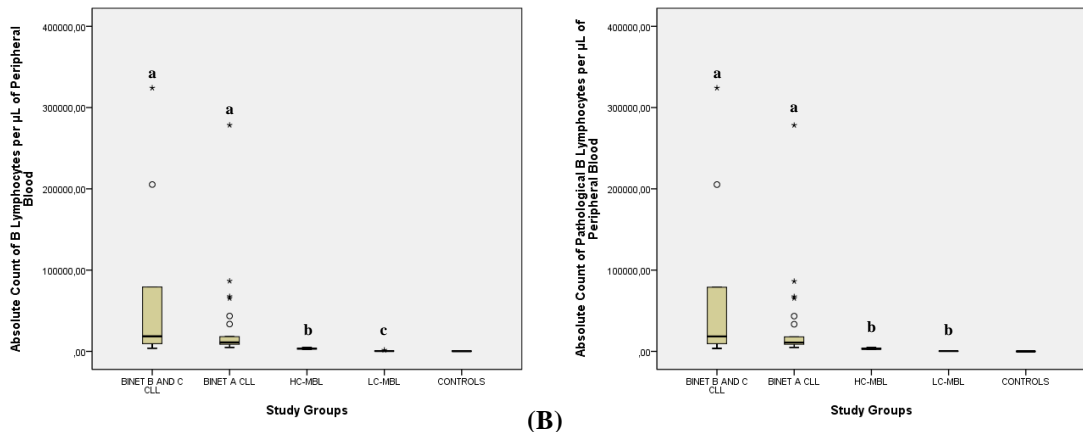 Absolute Count of B Lymphocytes per µL of Peripheral
Blood
400000,00
300000,00
200000,00
100000,00
,00
a
a
b
c
BINET B AND C
CLL
BINET A CLL
HC-MBL
LC-MBL
CONTROLS
Study Groups
(B)
Absolute Count of Pathological B Lymphocytes per µL of
Peripheral Blood
400000,00
300000,00
200000,00
100000,00
,00
a
a
b
b
BINET B AND C
CLL
BINET A CLL
HC-MBL
LC-MBL
CONTROLS
Study Groups